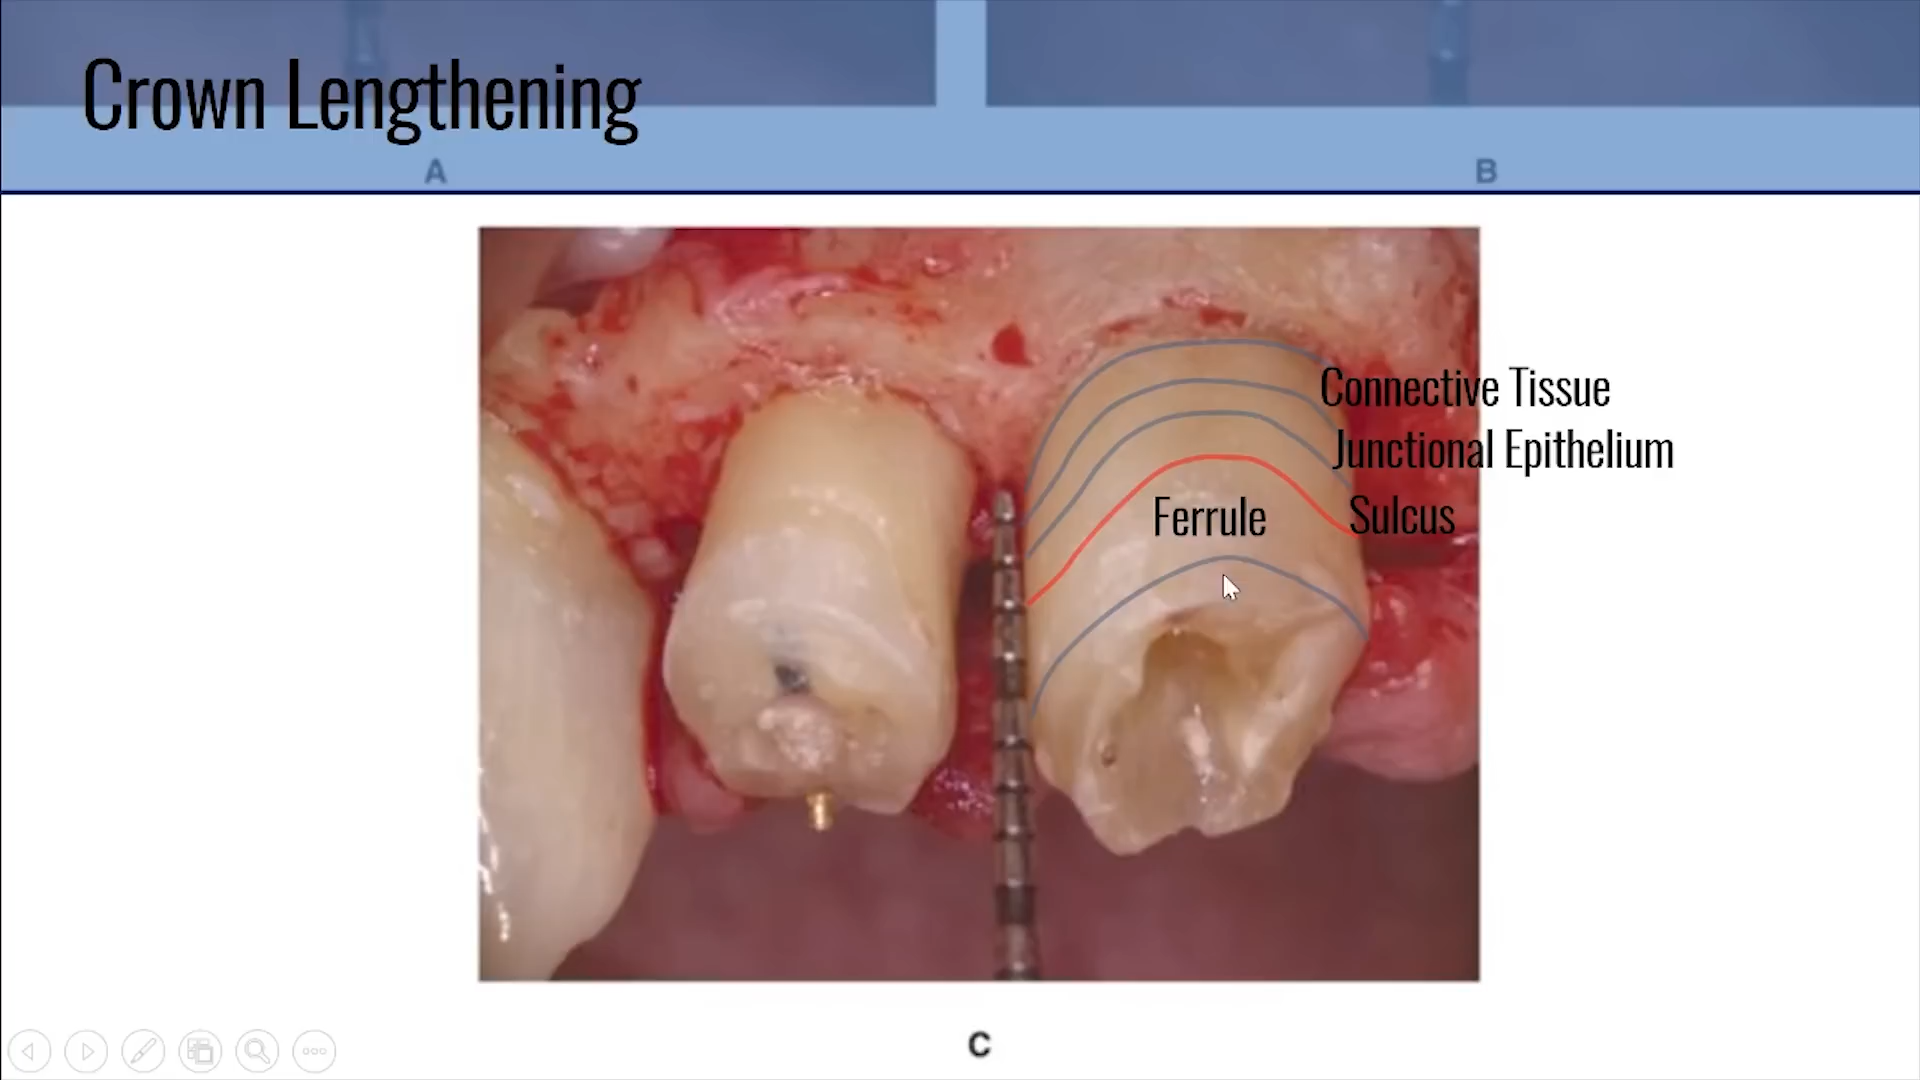 Crown Lengthening
A
B
Connective Tissue
Junctional Epithelium
Ferrule
Sulcus
C